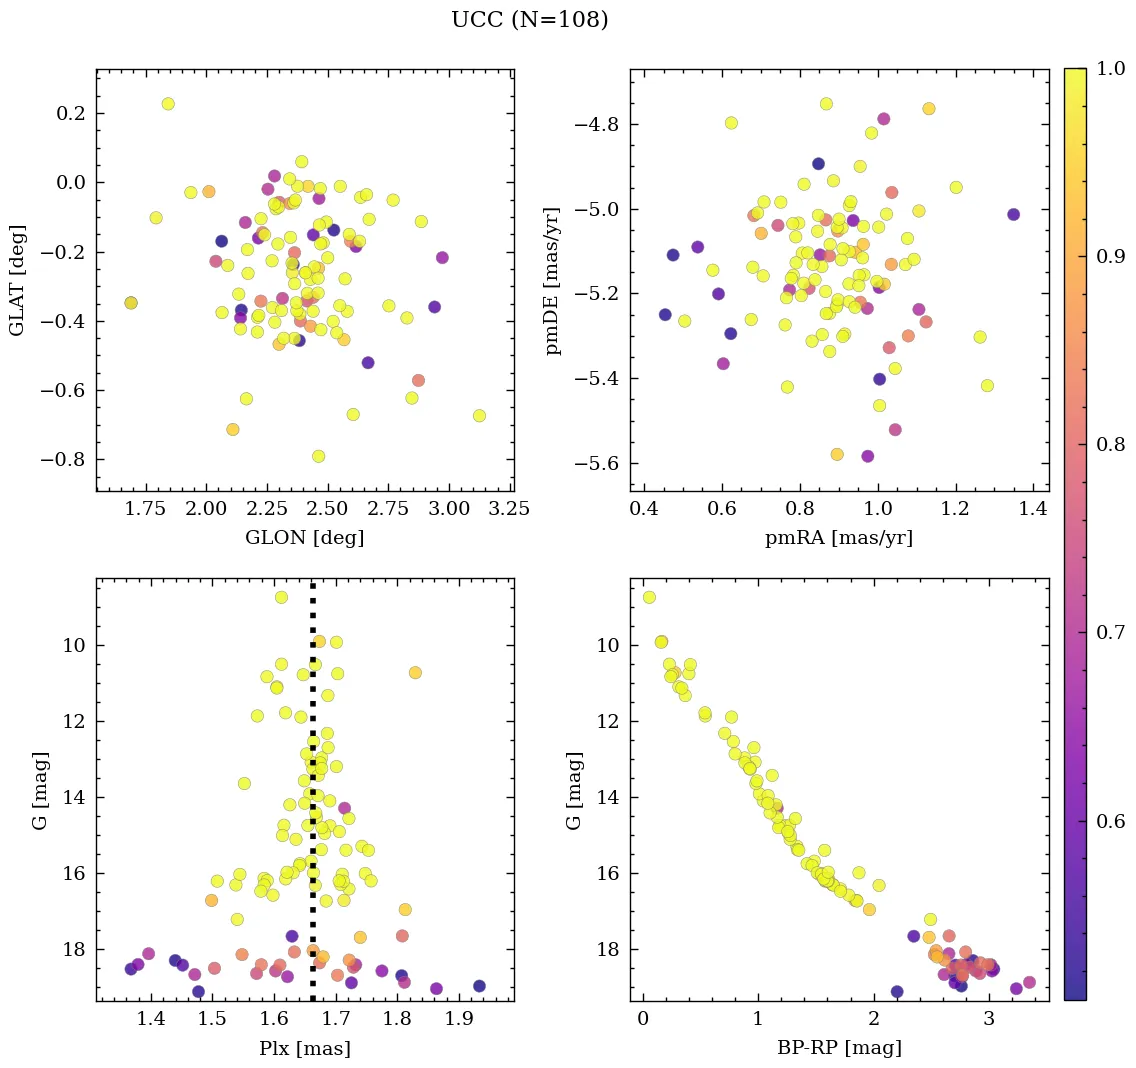 UCC (N=108)
0.2
0.0
−0.2
−0.4
−0.6
−0.8
GLAT [deg]
1.75 2.00 2.25 2.50 2.75 3.00 3.25
GLON [deg]
−4.8
−5.0
−5.2
−5.4
−5.6
pmDE [mas/yr]
0.4 0.6 0.8 1.0 1.2 1.4
pmRA [mas/yr]
1.0
0.9
0.8
0.7
0.6
10
12
14
16
18
G [mag]
1.4 1.5 1.6 1.7 1.8 1.9
Plx [mas]
10
12
14
16
18
G [mag]
0 1 2 3
BP-RP [mag]